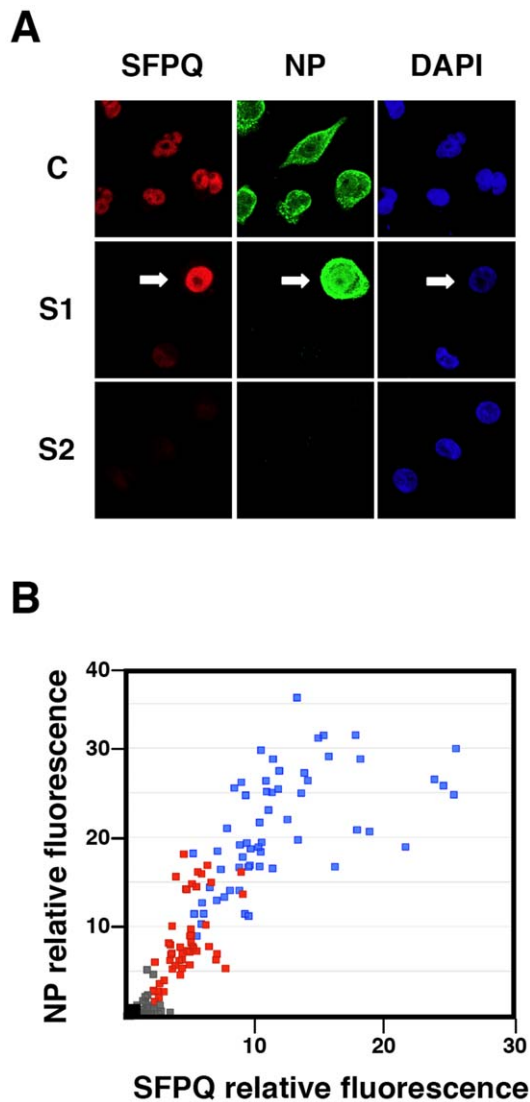 A
SFPQ NP DAPI
C
S1
S2
B
NP relative fluorescence
40
30
20
10
10 20 30
SFPQ relative fluorescence